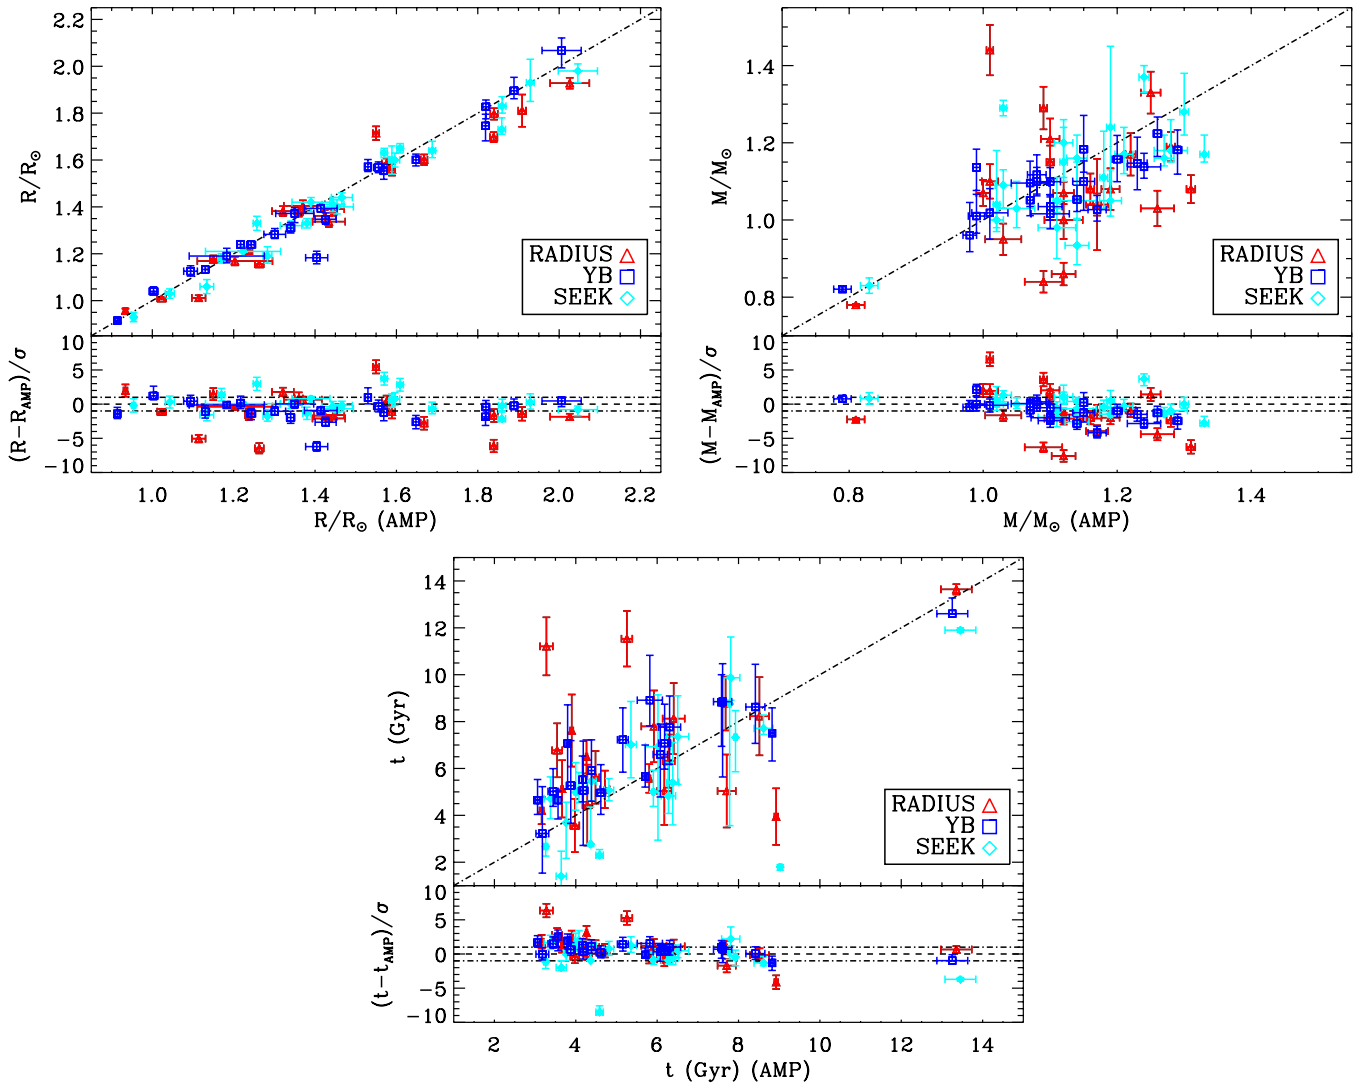 2.2
2.0
1.8
1.6
1.4
1.2
1.0
R/R☉
RADIUS
YB
SEEK
10
5
0
−5
−10
(R−R_AMP)/σ
1.0 1.2 1.4 1.6 1.8 2.0 2.2
R/R☉ (AMP)
1.4
1.2
1.0
0.8
M/M☉
RADIUS
YB
SEEK
10
5
0
−5
−10
(M−M_AMP)/σ
0.8 1.0 1.2 1.4
M/M☉ (AMP)
14
12
10
8
6
4
2
t (Gyr)
RADIUS
YB
SEEK
10
5
0
−5
−10
(t−t_AMP)/σ
2 4 6 8 10 12 14
t (Gyr) (AMP)